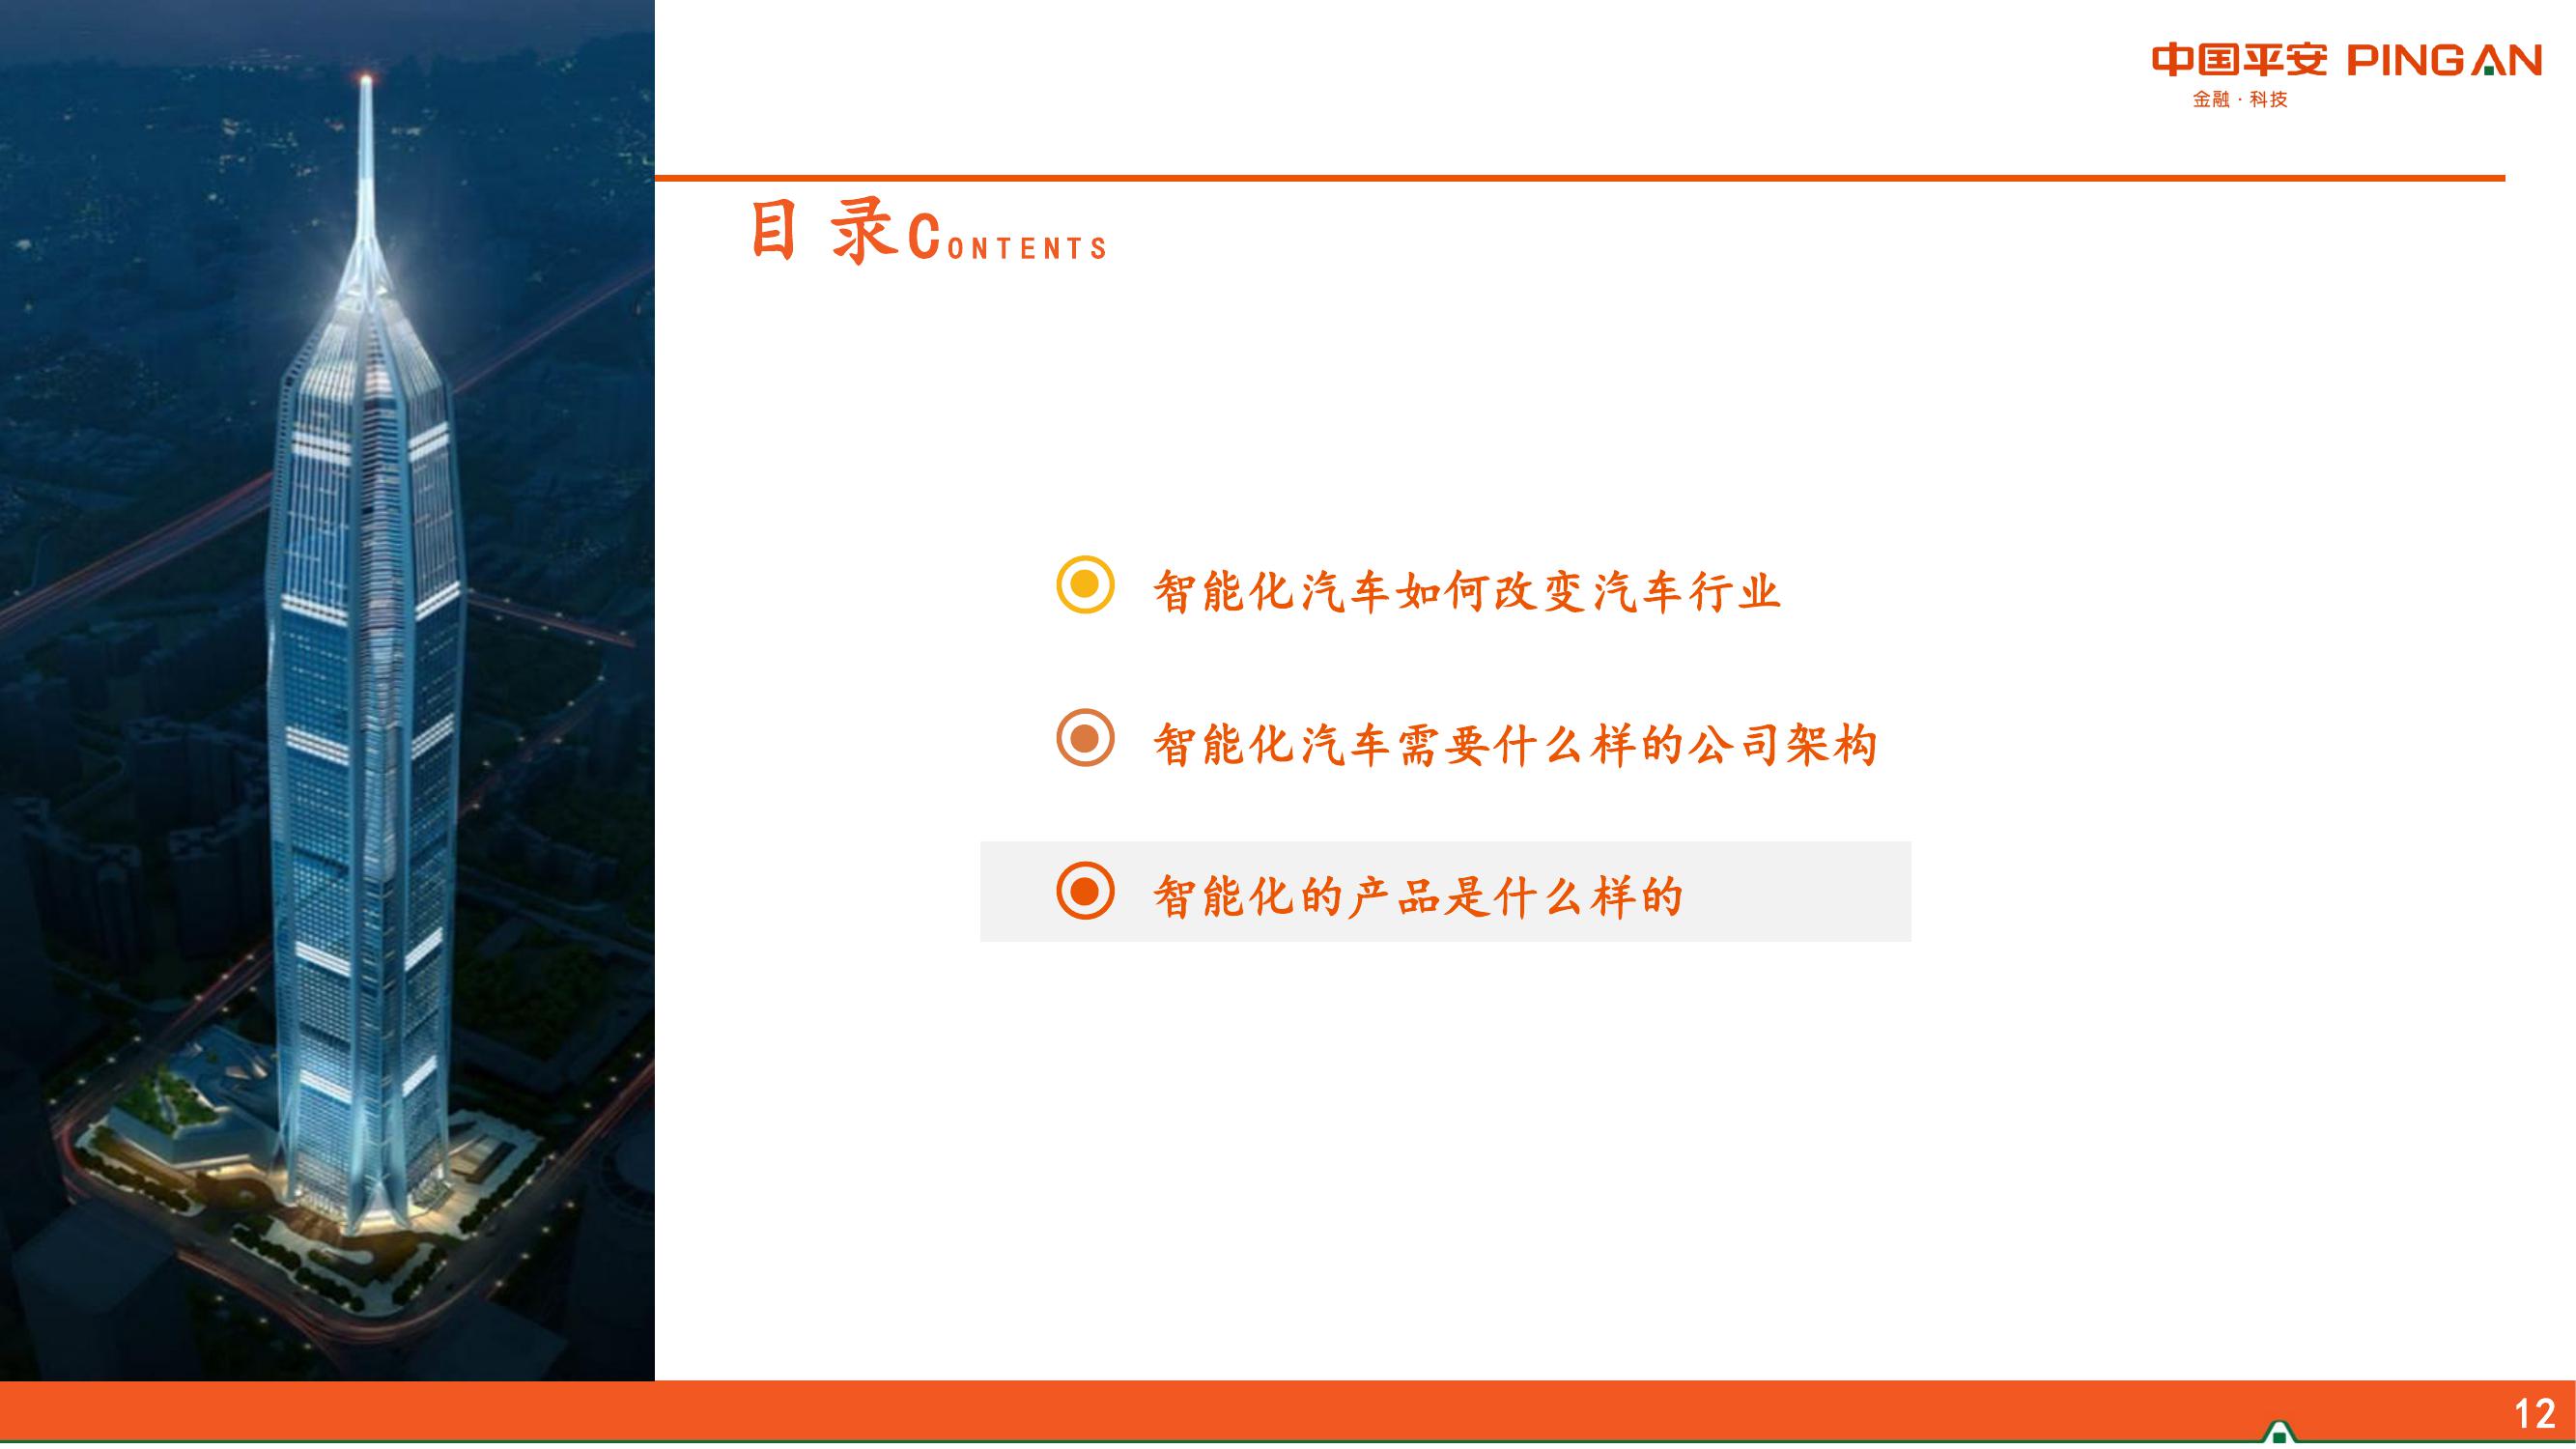 中国平安 PINGAN
金融·科技
目录CONTENTS
智能化汽车如何改变汽车行业
智能化汽车需要什么样的公司架构
智能化的产品是什么样的
12